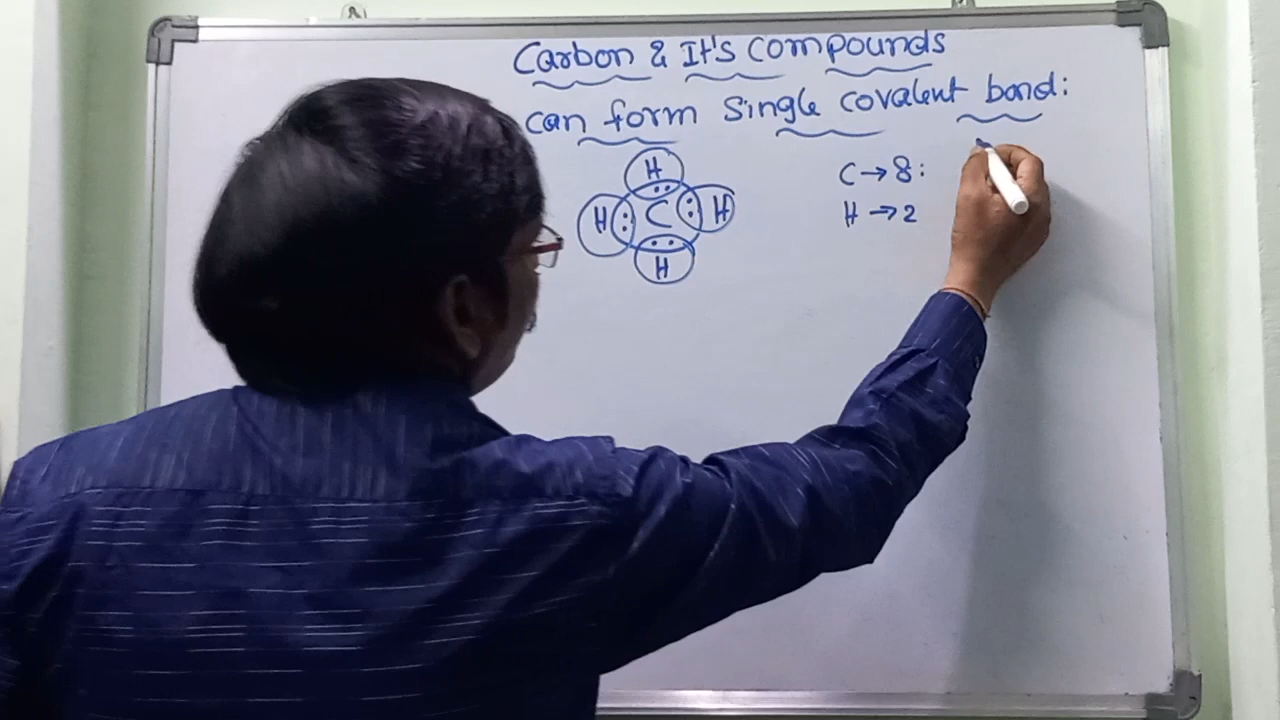 Carbon & It's compounds
can form single covalent bond:
H
H : C : H
H
C → 8:
H → 2